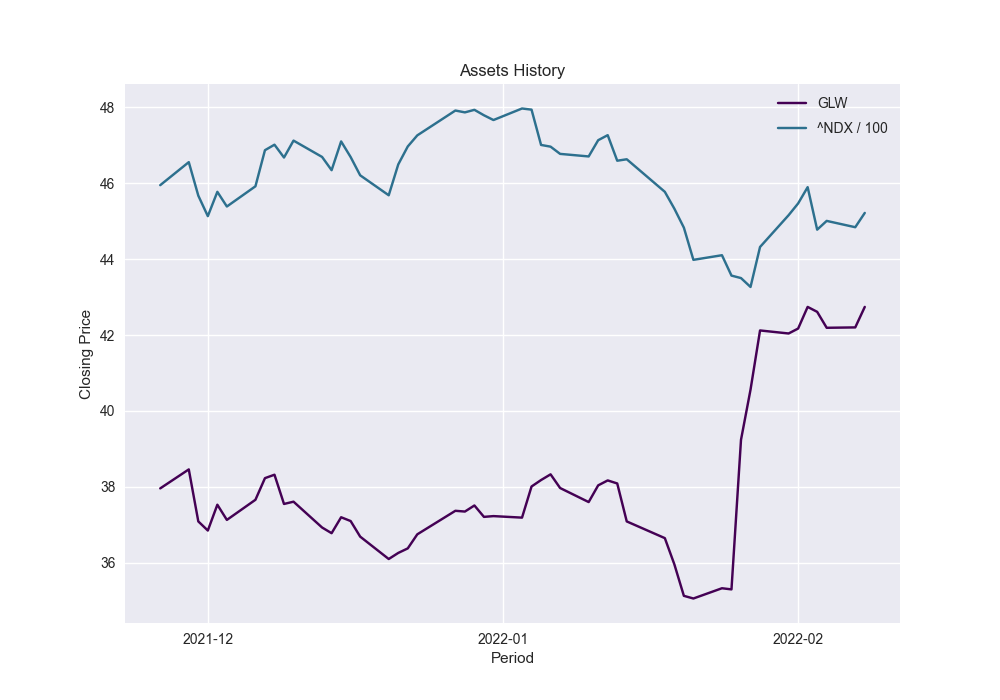 Assets History
GLW
^NDX / 100
48
46
44
42
40
38
36
Closing Price
2021-12
2022-01
2022-02
Period